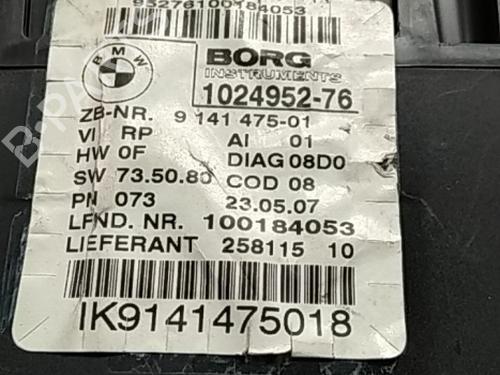 95276100184053
BMW
BORG
INSTRUMENTS
1024952-76
ZB-NR. 9 141 475-01
VI RP AI 01
HW 0F DIAG 08D0
SW 73.50.80 COD 08
PN 073 23.05.07
LFND. NR. 100184053
LIEFERANT 258115 10
IK9141475018